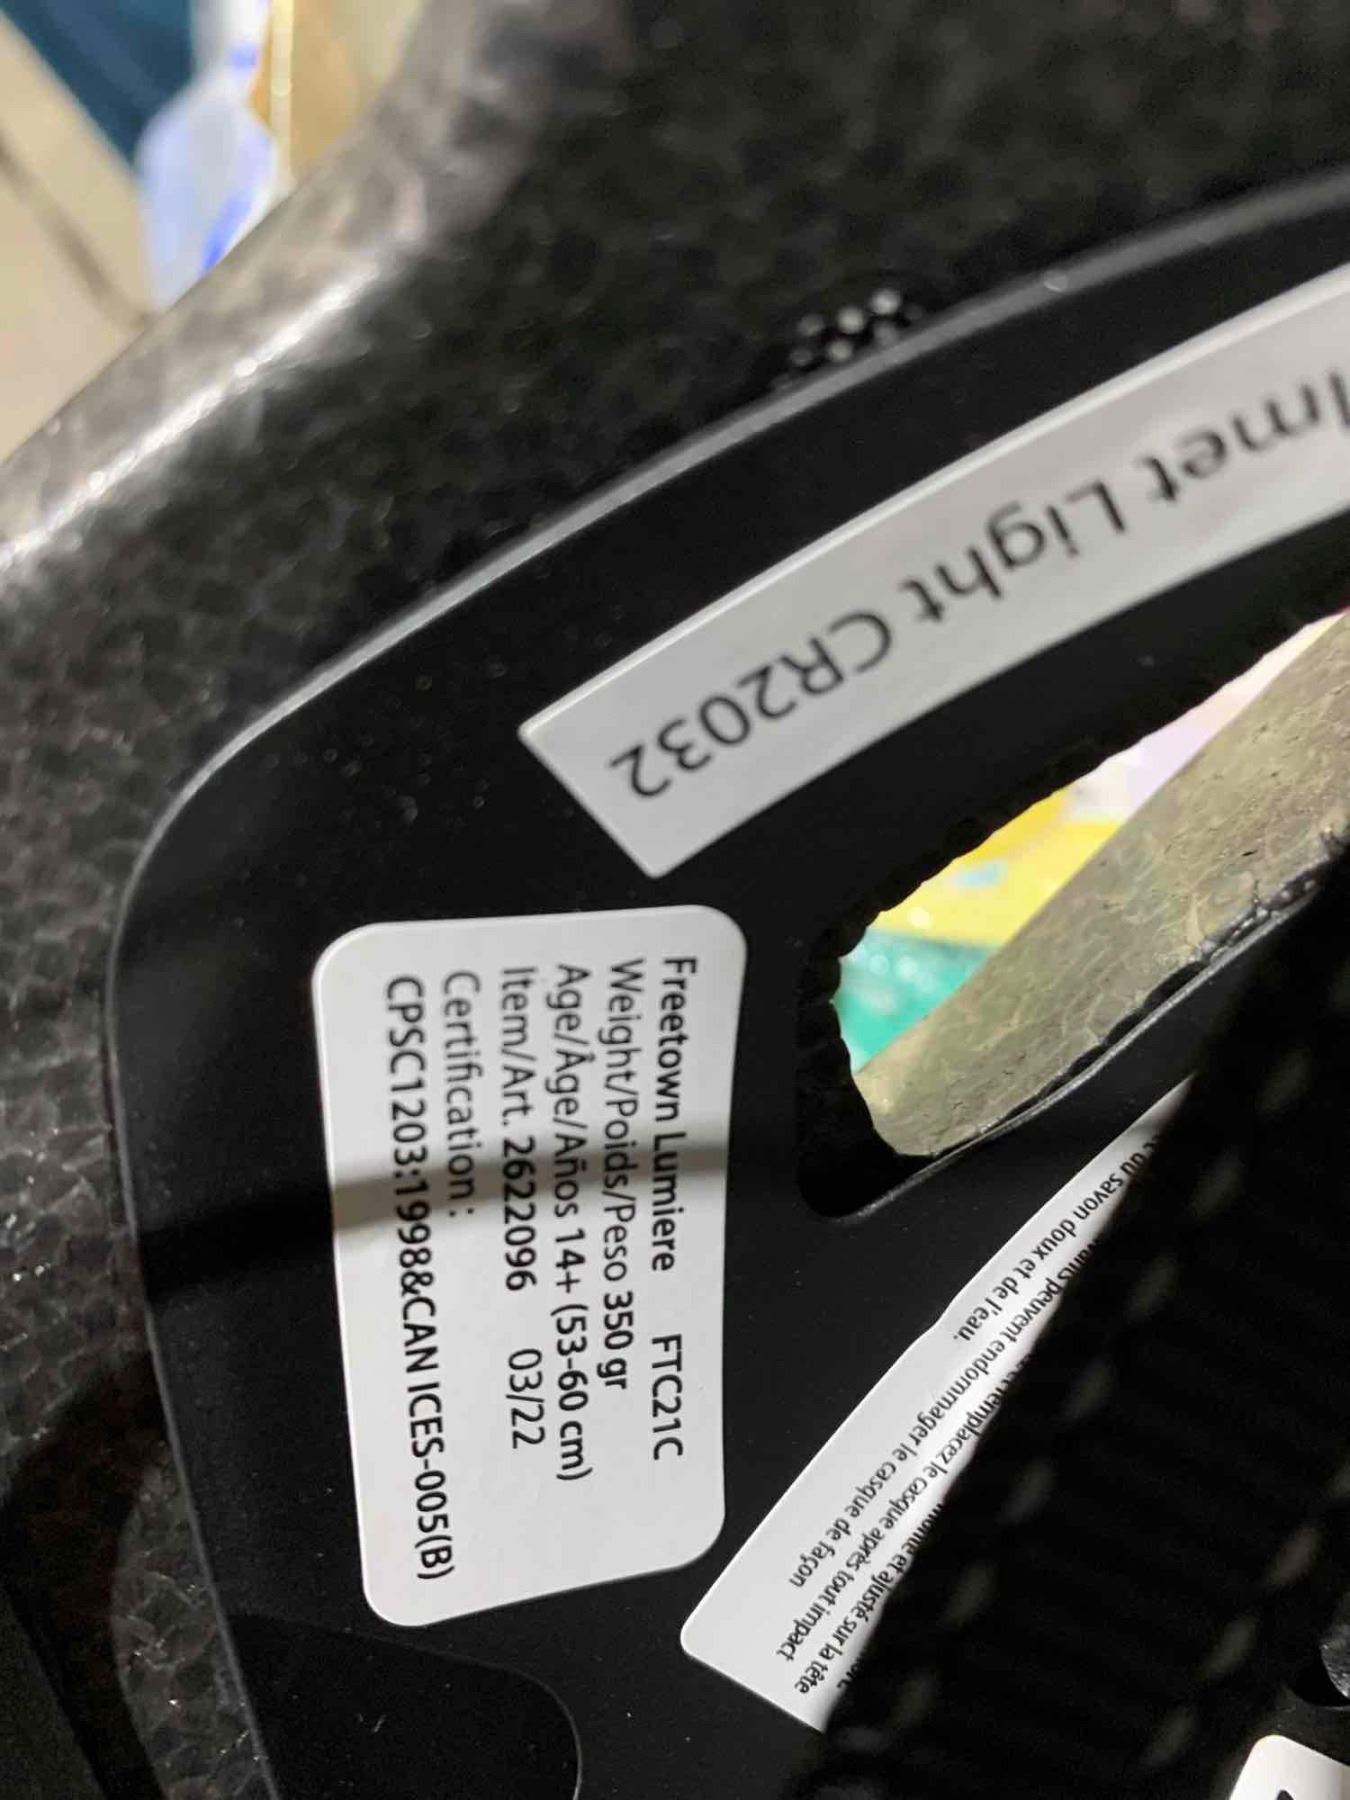 lmet Light CR2032
Freetown Lumiere FTC21C
Weight/Poids/Peso 350 gr
Age/Âge/Años 14+ (53-60 cm)
Item/Art. 2622096 03/22
Certification :
CPSC1203:1998&CAN ICES-005(B)
et ajusté sur la tête
remplacez le casque après tout impact
peuvent endommager le casque de façon
du savon doux et de l'eau.